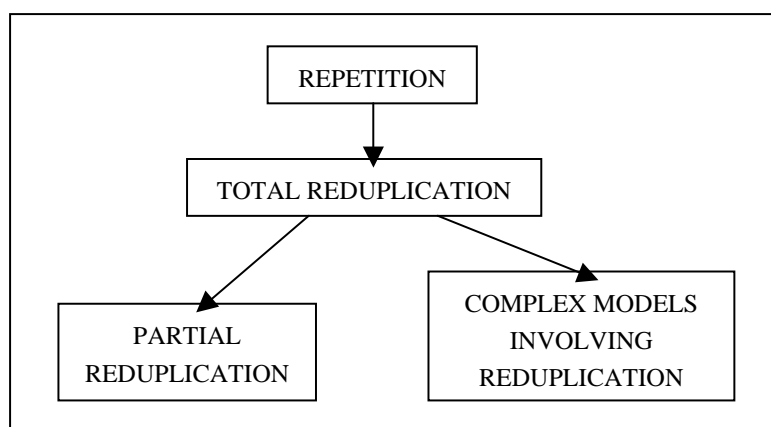 REPETITION
TOTAL REDUPLICATION
PARTIAL
REDUPLICATION
COMPLEX MODELS
INVOLVING
REDUPLICATION